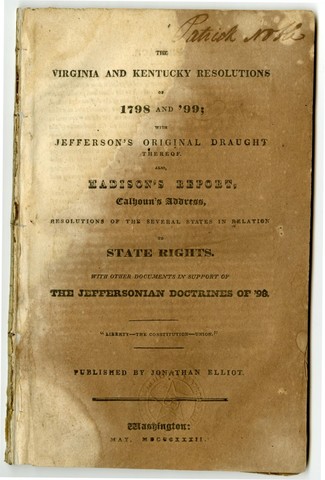 Patrick
THE
VIRGINIA AND KENTUCKY RESOLUTIONS
OF
1798 AND '99;
WITH
JEFFERSON'S ORIGINAL DRAUGHT
THEREOF.
ALSO,
MADISON'S REPORT,
Calhoun's Address,
RESOLUTIONS OF THE SEVERAL STATES IN RELATION
TO
STATE RIGHTS.
WITH OTHER DOCUMENTS IN SUPPORT OF
THE JEFFERSONIAN DOCTRINES OF '98.
"LIBERTY—THE CONSTITUTION—UNION."
PUBLISHED BY JONATHAN ELLIOT.
Washington:
MAY, MDCCCXXXII.